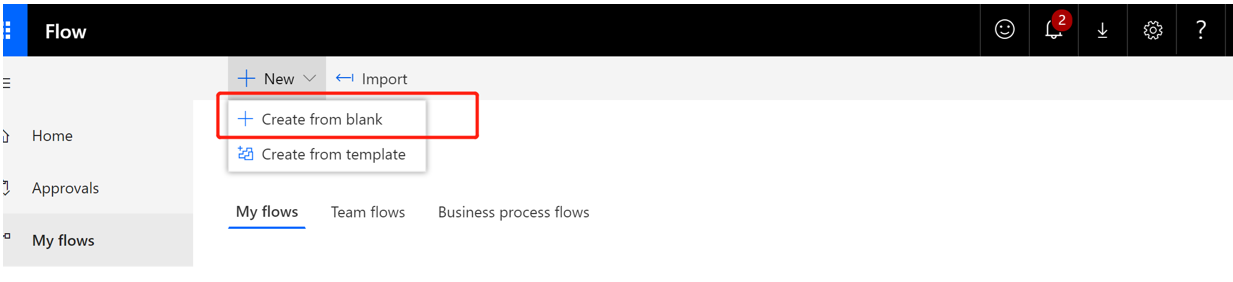 Flow
2
?
New
Import
Create from blank
Create from template
Home
Approvals
My flows
My flows
Team flows
Business process flows